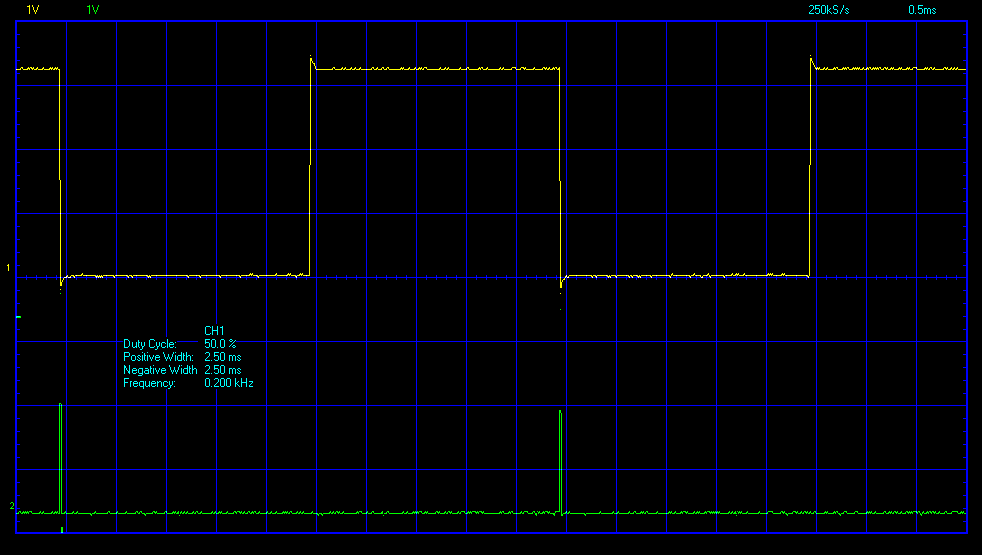 1V 1V 250kS/s 0.5ms
1
CH1
Duty Cycle: 50.0 %
Positive Width: 2.50 ms
Negative Width 2.50 ms
Frequency: 0.200 kHz
2